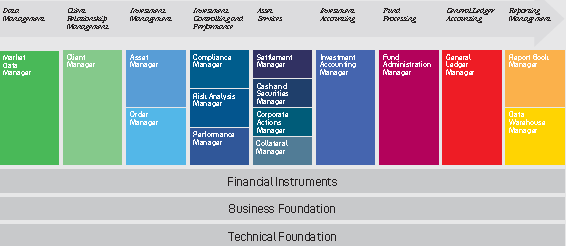 Data
Management
Client
Relationship
Management
Investment
Management
Investment
Controlling and
Performance
Asset
Services
Investment
Accounting
Fund
Processing
General Ledger
Accounting
Reporting
Management
Market
Data
Manager
Client
Manager
Asset
Manager
Order
Manager
Compliance
Manager
Risk Analysis
Manager
Performance
Manager
Settlement
Manager
Cash and
Securities
Manager
Corporate
Actions
Manager
Collateral
Manager
Investment
Accounting
Manager
Fund
Administration
Manager
General
Ledger
Manager
Report Book
Manager
Data
Warehouse
Manager
Financial Instruments
Business Foundation
Technical Foundation